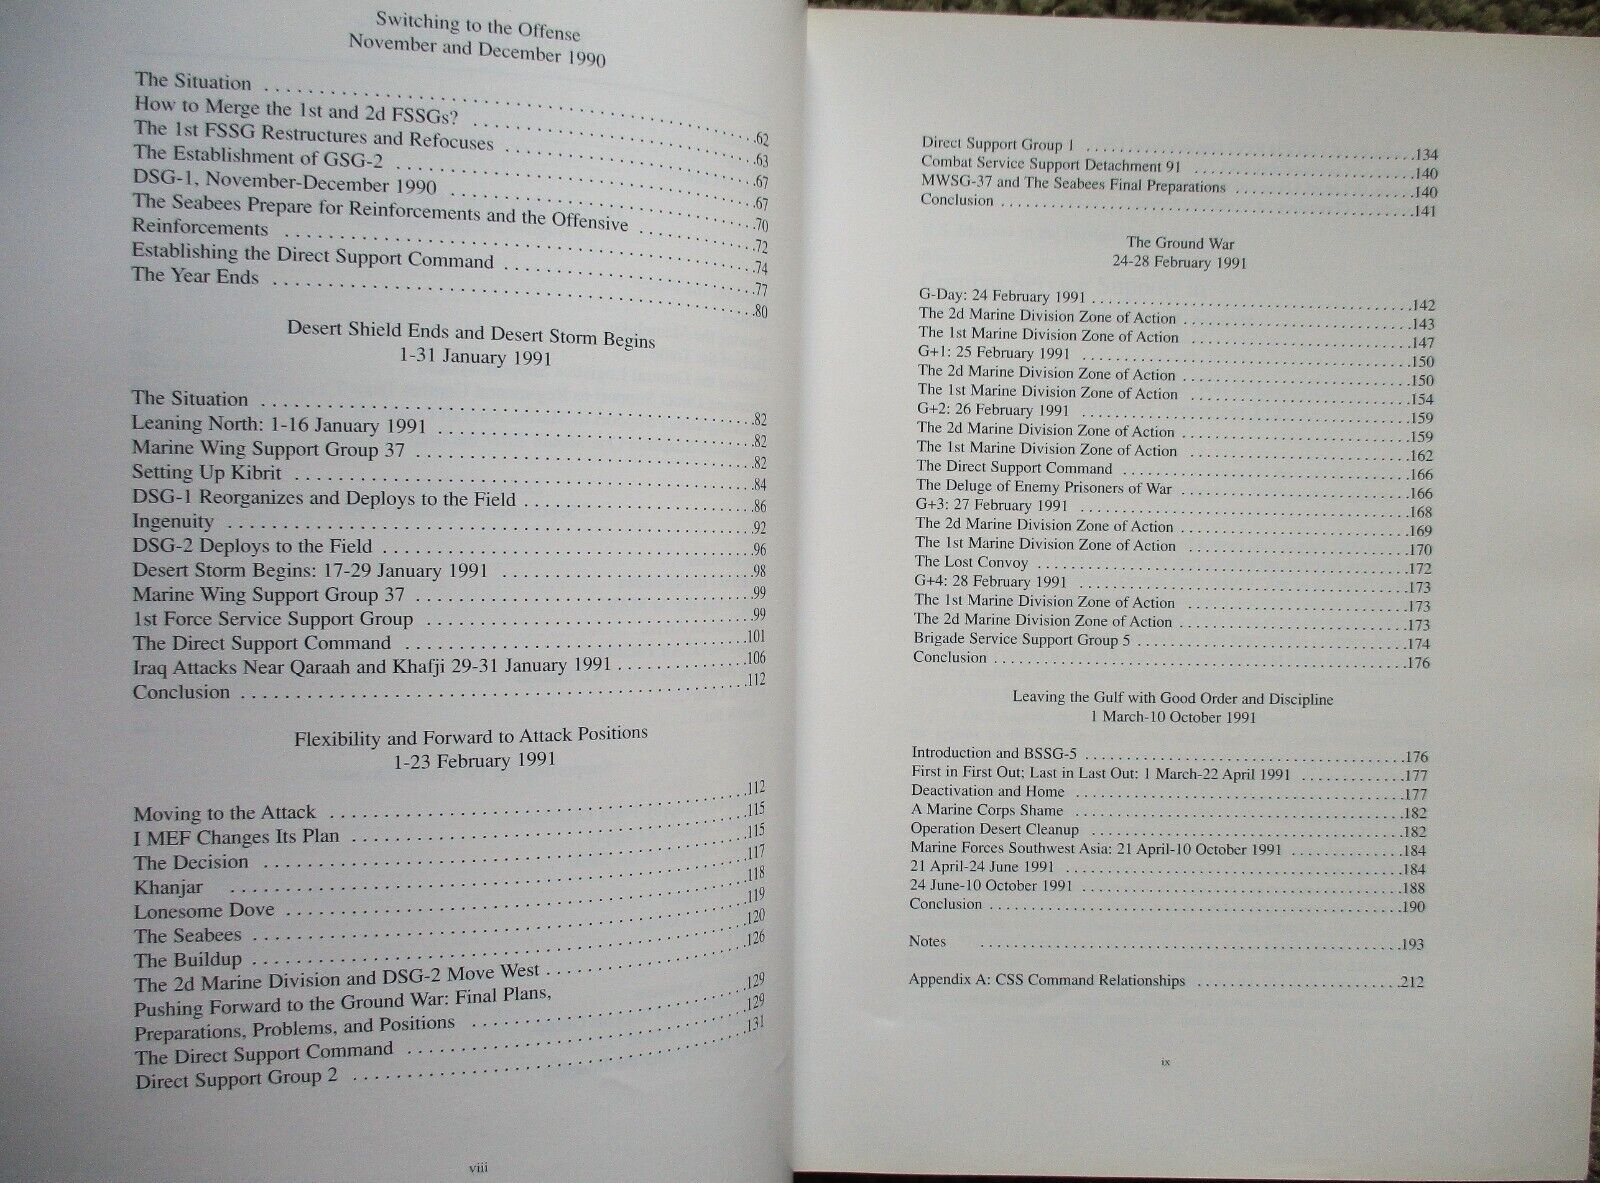 Switching to the Offense
November and December 1990
The Situation . . . . . . . . . . . . . . . . . . . . . . . . . . . .62
How to Merge the 1st and 2d FSSGs? . . . . . . . . . . . . . . . .63
The 1st FSSG Restructures and Refocuses . . . . . . . . . . . . . .67
The Establishment of GSG-2 . . . . . . . . . . . . . . . . . . . .67
DSG-1, November-December 1990 . . . . . . . . . . . . . . . . . .70
The Seabees Prepare for Reinforcements and the Offensive . . . . . .72
Reinforcements . . . . . . . . . . . . . . . . . . . . . . . . . .74
Establishing the Direct Support Command . . . . . . . . . . . . . .77
The Year Ends . . . . . . . . . . . . . . . . . . . . . . . . . . .80
Desert Shield Ends and Desert Storm Begins
1-31 January 1991
The Situation . . . . . . . . . . . . . . . . . . . . . . . . . . .82
Leaning North: 1-16 January 1991 . . . . . . . . . . . . . . . . .82
Marine Wing Support Group 37 . . . . . . . . . . . . . . . . . . .82
Setting Up Kibrit . . . . . . . . . . . . . . . . . . . . . . . . .84
DSG-1 Reorganizes and Deploys to the Field . . . . . . . . . . . . .86
Ingenuity . . . . . . . . . . . . . . . . . . . . . . . . . . . . .92
DSG-2 Deploys to the Field . . . . . . . . . . . . . . . . . . . .96
Desert Storm Begins: 17-29 January 1991 . . . . . . . . . . . . . .98
Marine Wing Support Group 37 . . . . . . . . . . . . . . . . . . .99
1st Force Service Support Group . . . . . . . . . . . . . . . . . .99
The Direct Support Command . . . . . . . . . . . . . . . . . . . .101
Iraq Attacks Near Qaraah and Khafji 29-31 January 1991 . . . . . . .106
Conclusion . . . . . . . . . . . . . . . . . . . . . . . . . . . .112
Flexibility and Forward to Attack Positions
1-23 February 1991
Moving to the Attack . . . . . . . . . . . . . . . . . . . . . . .112
I MEF Changes Its Plan . . . . . . . . . . . . . . . . . . . . . .115
The Decision . . . . . . . . . . . . . . . . . . . . . . . . . . .115
Khanjar . . . . . . . . . . . . . . . . . . . . . . . . . . . . .117
Lonesome Dove . . . . . . . . . . . . . . . . . . . . . . . . . .118
The Seabees . . . . . . . . . . . . . . . . . . . . . . . . . . .119
The Buildup . . . . . . . . . . . . . . . . . . . . . . . . . . .120
The 2d Marine Division and DSG-2 Move West . . . . . . . . . . . .126
Pushing Forward to the Ground War: Final Plans,
Preparations, Problems, and Positions . . . . . . . . . . . . . . .129
The Direct Support Command . . . . . . . . . . . . . . . . . . . .129
Direct Support Group 2 . . . . . . . . . . . . . . . . . . . . . .131
viii
Direct Support Group 1 . . . . . . . . . . . . . . . . . . . . . .134
Combat Service Support Detachment 91 . . . . . . . . . . . . . . .140
MWSG-37 and The Seabees Final Preparations . . . . . . . . . . . .140
Conclusion . . . . . . . . . . . . . . . . . . . . . . . . . . . .141
The Ground War
24-28 February 1991
G-Day: 24 February 1991 . . . . . . . . . . . . . . . . . . . . . .142
The 2d Marine Division Zone of Action . . . . . . . . . . . . . . .143
The 1st Marine Division Zone of Action . . . . . . . . . . . . . .147
G+1: 25 February 1991 . . . . . . . . . . . . . . . . . . . . . . .150
The 2d Marine Division Zone of Action . . . . . . . . . . . . . . .150
The 1st Marine Division Zone of Action . . . . . . . . . . . . . .154
G+2: 26 February 1991 . . . . . . . . . . . . . . . . . . . . . . .159
The 2d Marine Division Zone of Action . . . . . . . . . . . . . . .159
The 1st Marine Division Zone of Action . . . . . . . . . . . . . .162
The Direct Support Command . . . . . . . . . . . . . . . . . . . .166
The Deluge of Enemy Prisoners of War . . . . . . . . . . . . . . .166
G+3: 27 February 1991 . . . . . . . . . . . . . . . . . . . . . . .168
The 2d Marine Division Zone of Action . . . . . . . . . . . . . . .169
The 1st Marine Division Zone of Action . . . . . . . . . . . . . .170
The Lost Convoy . . . . . . . . . . . . . . . . . . . . . . . . . .172
G+4: 28 February 1991 . . . . . . . . . . . . . . . . . . . . . . .173
The 1st Marine Division Zone of Action . . . . . . . . . . . . . .173
The 2d Marine Division Zone of Action . . . . . . . . . . . . . . .173
Brigade Service Support Group 5 . . . . . . . . . . . . . . . . . .174
Conclusion . . . . . . . . . . . . . . . . . . . . . . . . . . . .176
Leaving the Gulf with Good Order and Discipline
1 March-10 October 1991
Introduction and BSSG-5 . . . . . . . . . . . . . . . . . . . . . .176
First in First Out; Last in Last Out: 1 March-22 April 1991 . . . .177
Deactivation and Home . . . . . . . . . . . . . . . . . . . . . . .177
A Marine Corps Shame . . . . . . . . . . . . . . . . . . . . . . .182
Operation Desert Cleanup . . . . . . . . . . . . . . . . . . . . .182
Marine Forces Southwest Asia: 21 April-10 October 1991 . . . . . . .184
21 April-24 June 1991 . . . . . . . . . . . . . . . . . . . . . . .184
24 June-10 October 1991 . . . . . . . . . . . . . . . . . . . . . .188
Conclusion . . . . . . . . . . . . . . . . . . . . . . . . . . . .190
Notes . . . . . . . . . . . . . . . . . . . . . . . . . . . . . . .193
Appendix A: CSS Command Relationships . . . . . . . . . . . . . . .212
ix